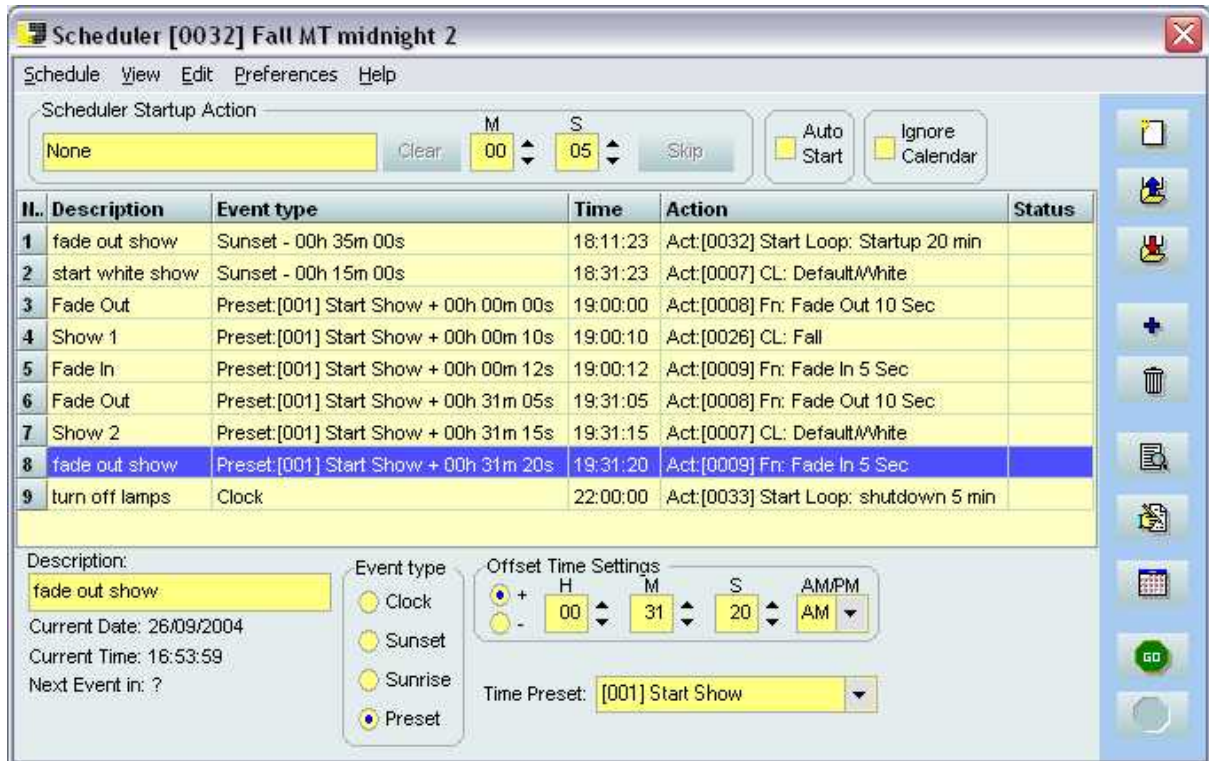 Scheduler [0032] Fall MT midnight 2
Schedule View Edit Preferences Help
Scheduler Startup Action
None Clear M 00 S 05 Skip Auto Start Ignore Calendar
N.. Description Event type Time Action Status
1 fade out show Sunset - 00h 35m 00s 18:11:23 Act:[0032] Start Loop: Startup 20 min
2 start white show Sunset - 00h 15m 00s 18:31:23 Act:[0007] CL: Default/White
3 Fade Out Preset:[001] Start Show + 00h 00m 00s 19:00:00 Act:[0008] Fn: Fade Out 10 Sec
4 Show 1 Preset:[001] Start Show + 00h 00m 10s 19:00:10 Act:[0026] CL: Fall
5 Fade In Preset:[001] Start Show + 00h 00m 12s 19:00:12 Act:[0009] Fn: Fade In 5 Sec
6 Fade Out Preset:[001] Start Show + 00h 31m 05s 19:31:05 Act:[0008] Fn: Fade Out 10 Sec
7 Show 2 Preset:[001] Start Show + 00h 31m 15s 19:31:15 Act:[0007] CL: Default/White
8 fade out show Preset:[001] Start Show + 00h 31m 20s 19:31:20 Act:[0009] Fn: Fade In 5 Sec
9 turn off lamps Clock 22:00:00 Act:[0033] Start Loop: shutdown 5 min
Description:
fade out show
Current Date: 26/09/2004
Current Time: 16:53:59
Next Event in: ?
Event type
Clock
Sunset
Sunrise
Preset
Offset Time Settings
H M S AM/PM
+ 00 31 20 AM
-
Time Preset: [001] Start Show
GO